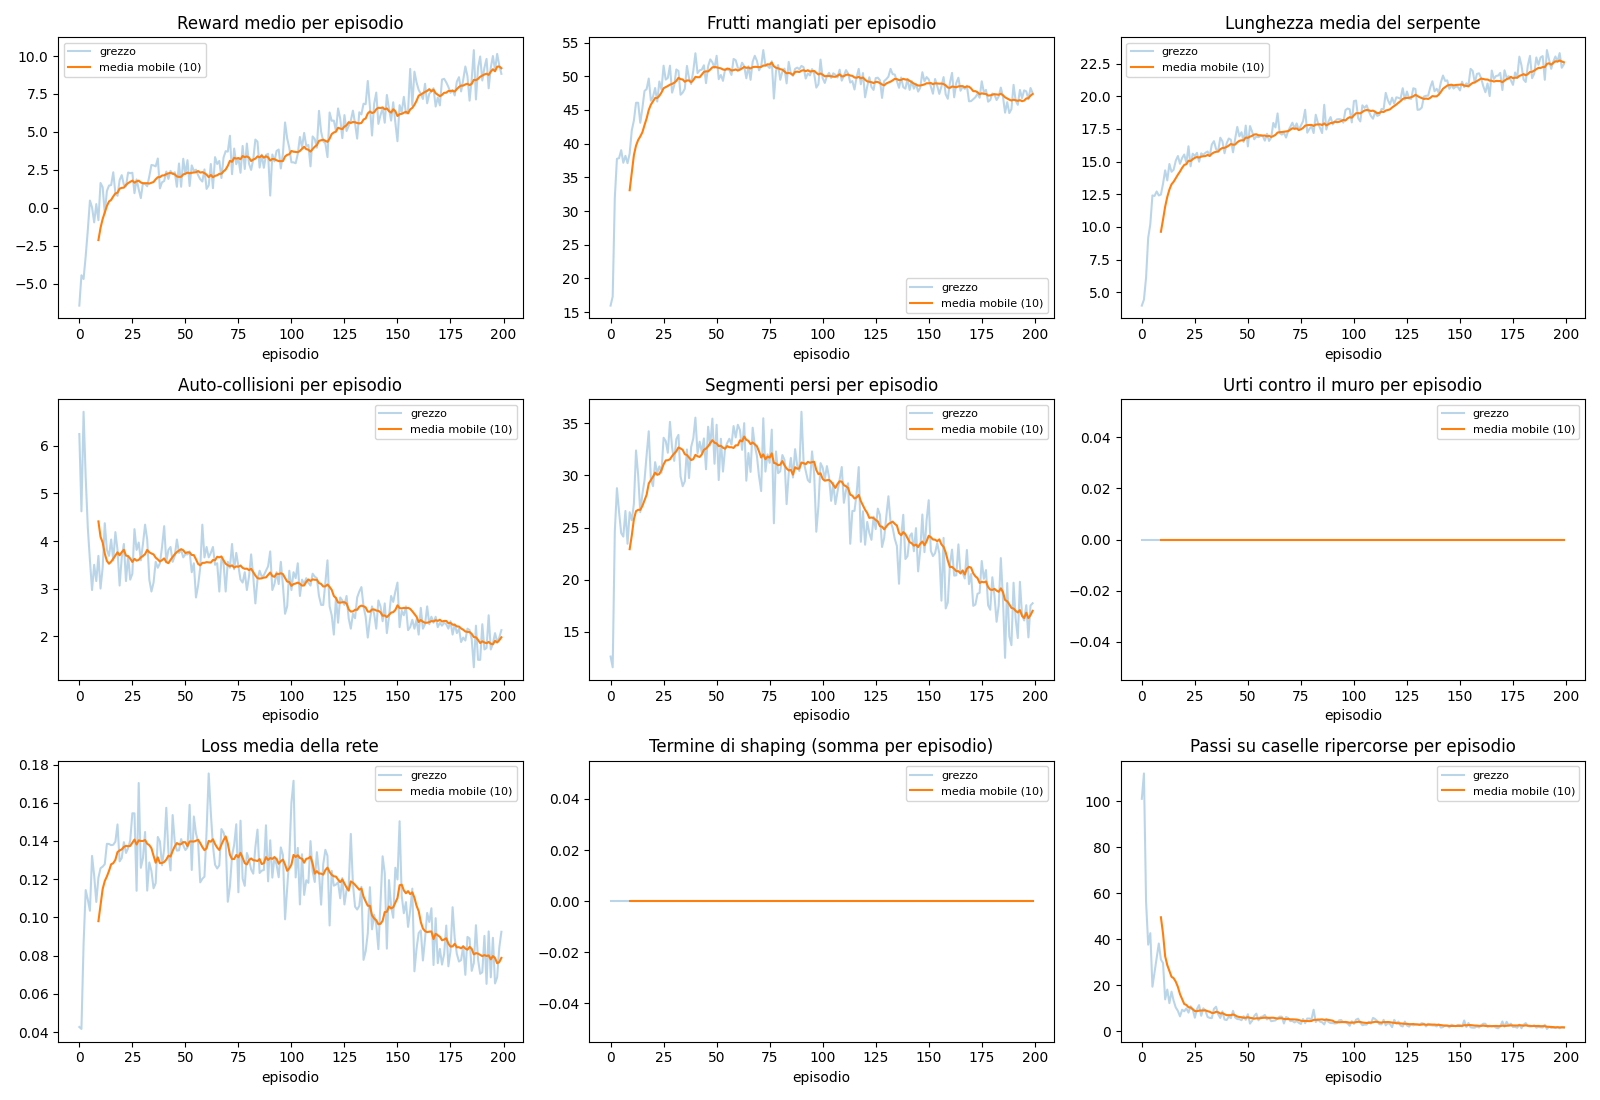 Reward medio per episodio
10.0
7.5
5.0
2.5
0.0
−2.5
−5.0
grezzo
media mobile (10)
0 25 50 75 100 125 150 175 200
episodio
Frutti mangiati per episodio
55
50
45
40
35
30
25
20
15
grezzo
media mobile (10)
0 25 50 75 100 125 150 175 200
episodio
Lunghezza media del serpente
22.5
20.0
17.5
15.0
12.5
10.0
7.5
5.0
grezzo
media mobile (10)
0 25 50 75 100 125 150 175 200
episodio
Auto-collisioni per episodio
6
5
4
3
2
grezzo
media mobile (10)
0 25 50 75 100 125 150 175 200
episodio
Segmenti persi per episodio
35
30
25
20
15
grezzo
media mobile (10)
0 25 50 75 100 125 150 175 200
episodio
Urti contro il muro per episodio
0.04
0.02
0.00
−0.02
−0.04
grezzo
media mobile (10)
0 25 50 75 100 125 150 175 200
episodio
Loss media della rete
0.18
0.16
0.14
0.12
0.10
0.08
0.06
0.04
grezzo
media mobile (10)
0 25 50 75 100 125 150 175 200
episodio
Termine di shaping (somma per episodio)
0.04
0.02
0.00
−0.02
−0.04
grezzo
media mobile (10)
0 25 50 75 100 125 150 175 200
episodio
Passi su caselle ripercorse per episodio
100
80
60
40
20
0
grezzo
media mobile (10)
0 25 50 75 100 125 150 175 200
episodio